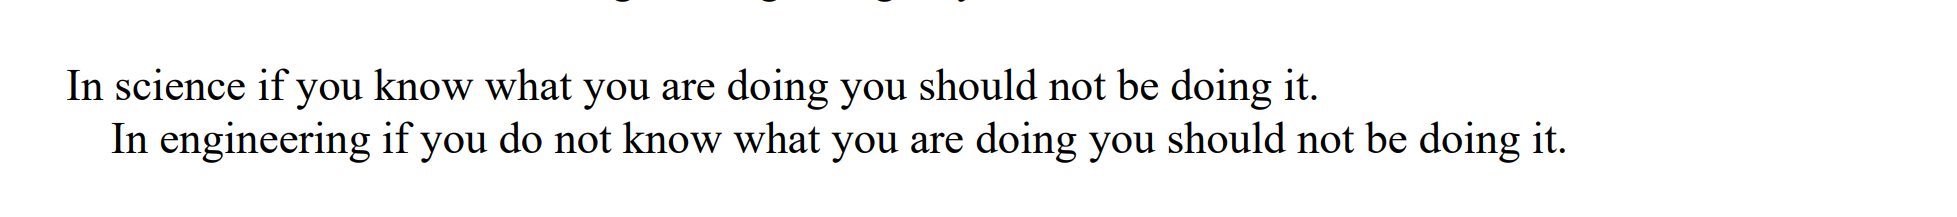 In science if you know what you are doing you should not be doing it.
In engineering if you do not know what you are doing you should not be doing it.